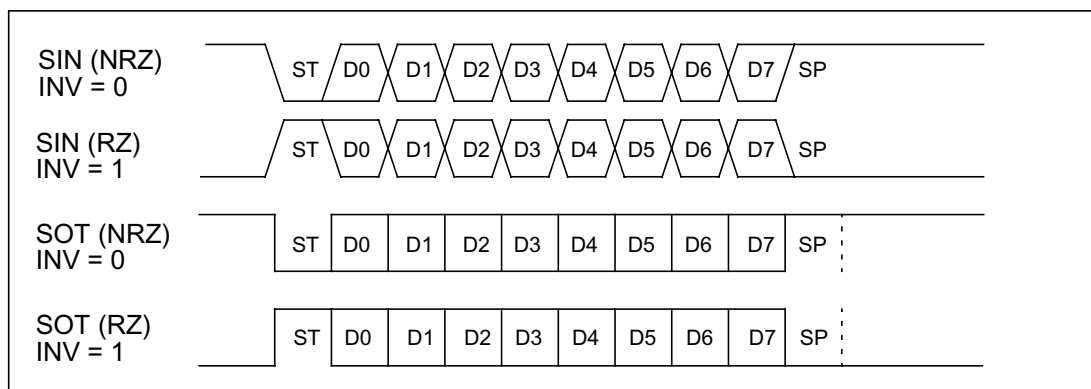 SIN (NRZ)
INV = 0
ST D0 D1 D2 D3 D4 D5 D6 D7 SP
SIN (RZ)
INV = 1
ST D0 D1 D2 D3 D4 D5 D6 D7 SP
SOT (NRZ)
INV = 0
ST D0 D1 D2 D3 D4 D5 D6 D7 SP
SOT (RZ)
INV = 1
ST D0 D1 D2 D3 D4 D5 D6 D7 SP